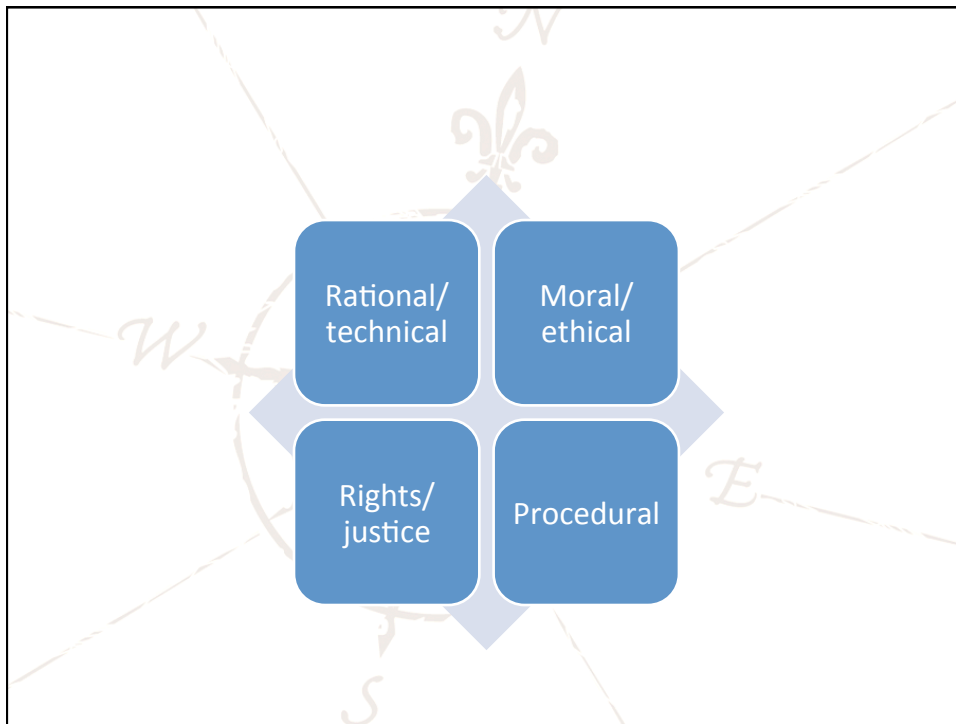 N
Rational/
technical
Moral/
ethical
W
Rights/
justice
Procedural
E
S